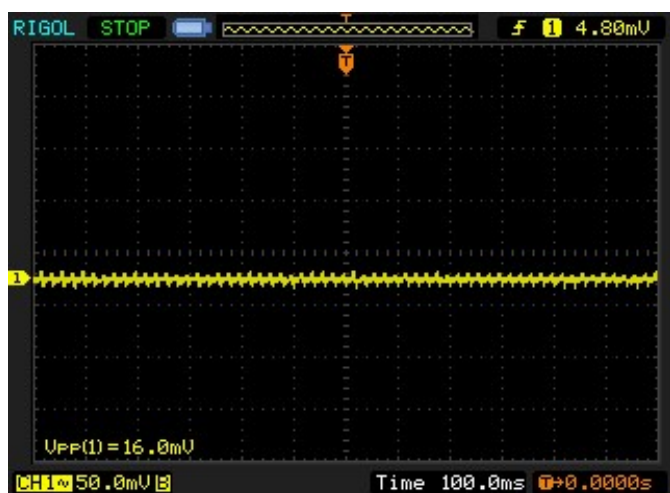 RIGOL STOP T f 1 4.80mV
T
1
Vpp(1)=16.0mV
CH1~ 50.0mV B Time 100.0ms T→0.0000s